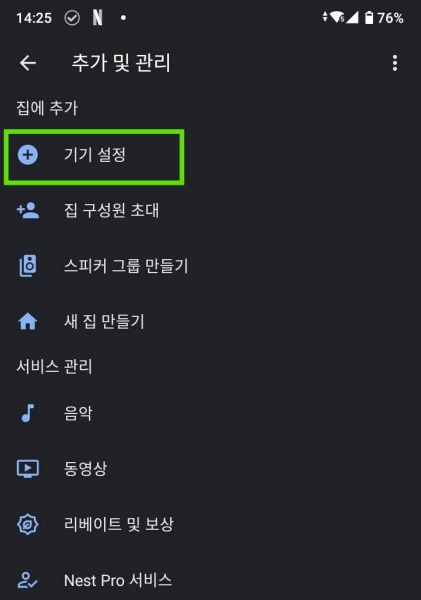 14:25 N 76%
추가 및 관리
집에 추가
기기 설정
집 구성원 초대
스피커 그룹 만들기
새 집 만들기
서비스 관리
음악
동영상
리베이트 및 보상
Nest Pro 서비스